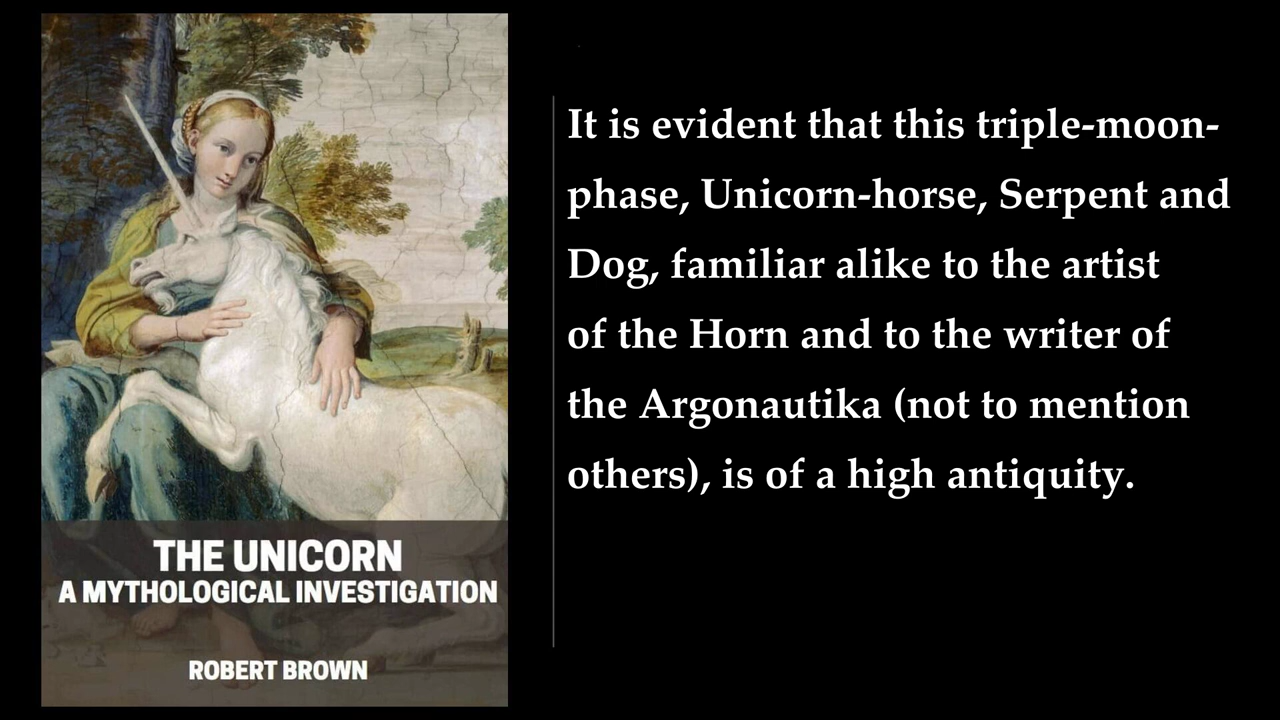 THE UNICORN
A MYTHOLOGICAL INVESTIGATION
ROBERT BROWN
It is evident that this triple-moon-
phase, Unicorn-horse, Serpent and
Dog, familiar alike to the artist
of the Horn and to the writer of
the Argonautika (not to mention
others), is of a high antiquity.